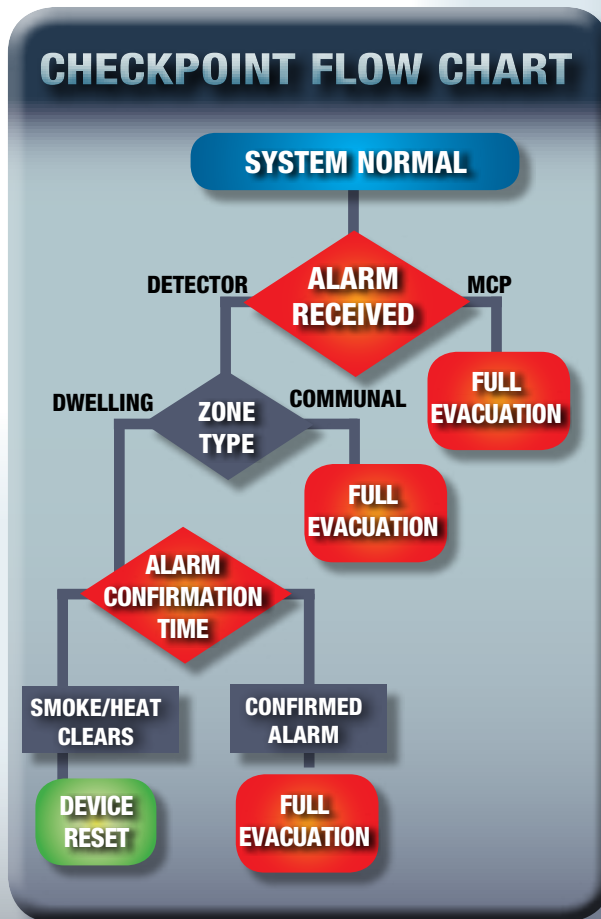 CHECKPOINT FLOW CHART
SYSTEM NORMAL
DETECTOR
ALARM
RECEIVED
MCP
FULL
EVACUATION
DWELLING
ZONE
TYPE
COMMUNAL
FULL
EVACUATION
ALARM
CONFIRMATION
TIME
SMOKE/HEAT
CLEARS
CONFIRMED
ALARM
DEVICE
RESET
FULL
EVACUATION